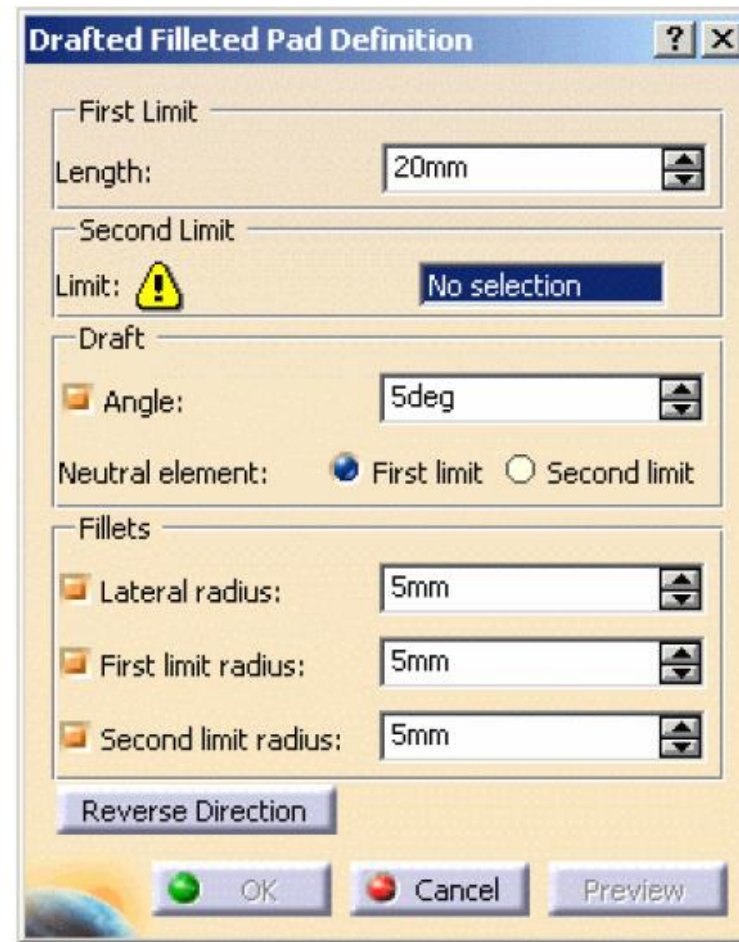 Drafted Filleted Pad Definition
First Limit
Length: 20mm
Second Limit
Limit: No selection
Draft
Angle: 5deg
Neutral element: First limit Second limit
Fillets
Lateral radius: 5mm
First limit radius: 5mm
Second limit radius: 5mm
Reverse Direction
OK Cancel Preview